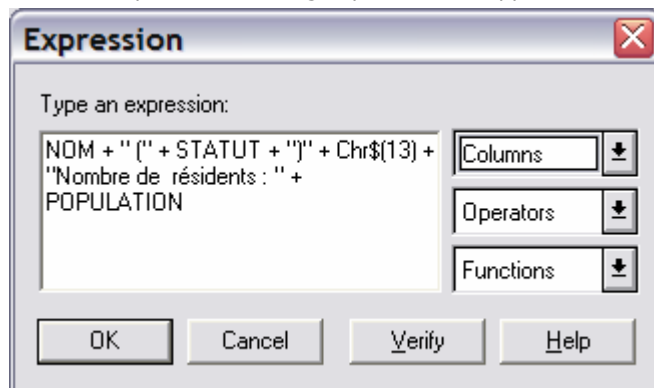 Expression
Type an expression:
NOM + " (" + STATUT + ")" + Chr$(13) +
"Nombre de  résidents : " +
POPULATION
Columns
Operators
Functions
OK
Cancel
Verify
Help